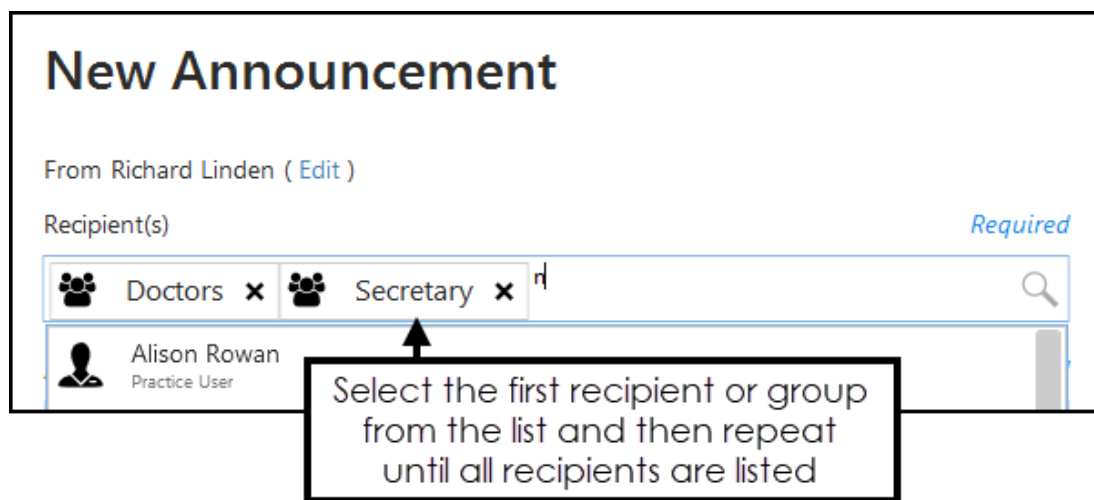 New Announcement
From Richard Linden ( Edit )
Recipient(s) Required
Doctors × Secretary × n
Alison Rowan
Practice User
Select the first recipient or group
from the list and then repeat
until all recipients are listed